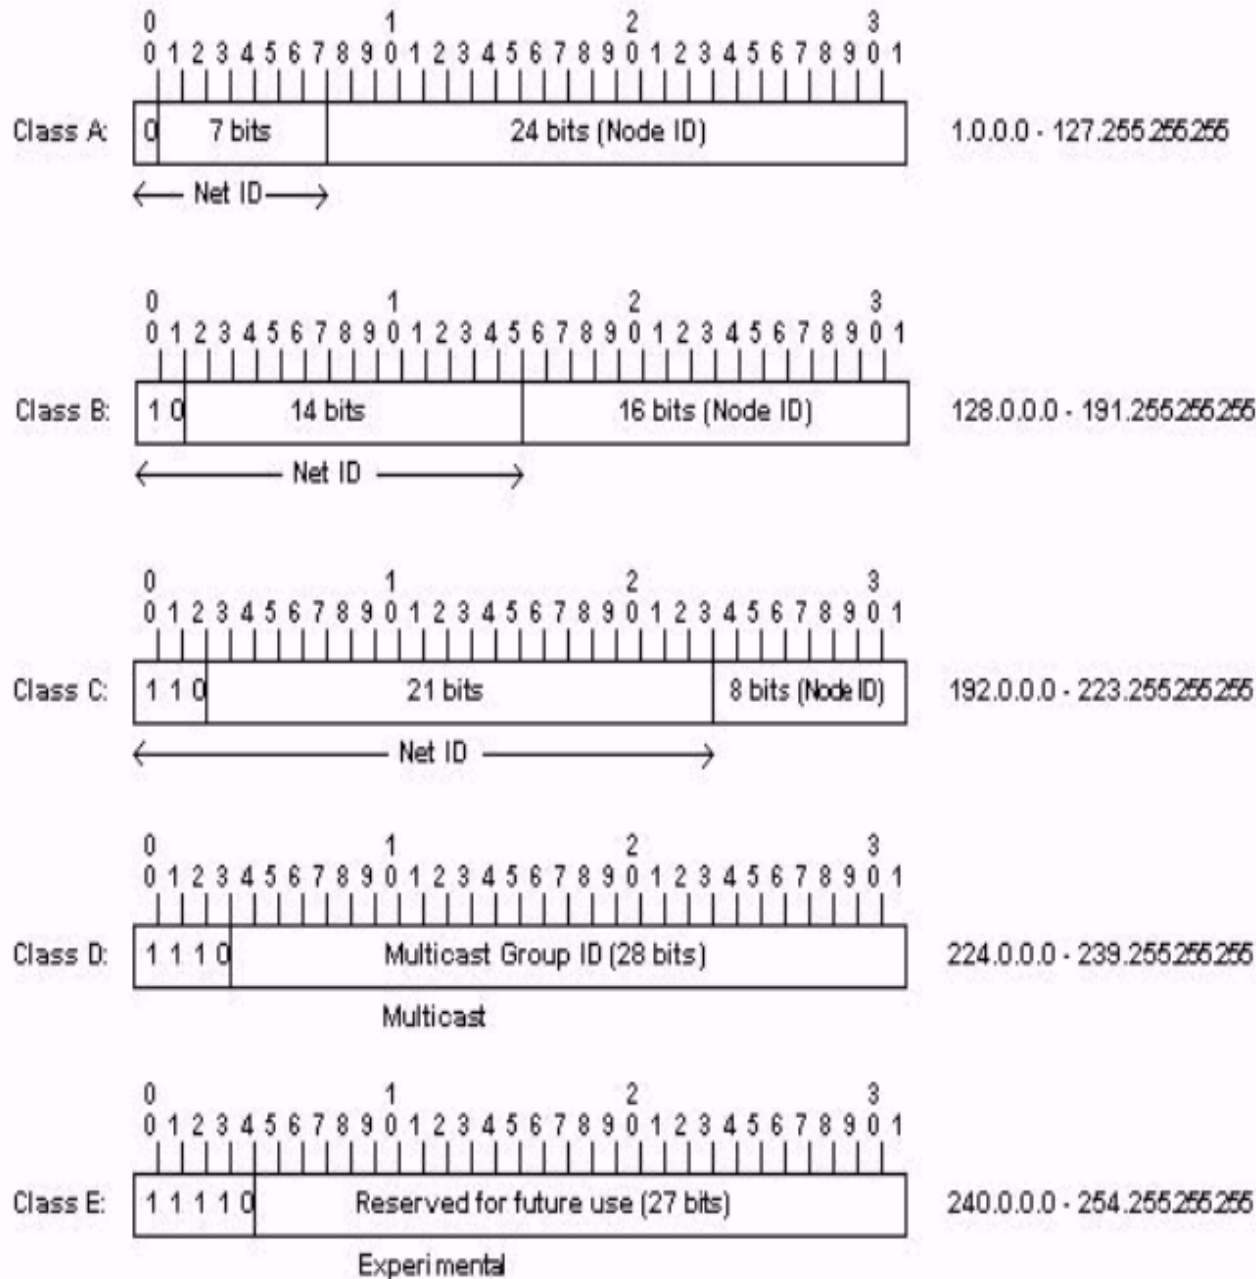 0 1 2 3
0 1 2 3 4 5 6 7 8 9 0 1 2 3 4 5 6 7 8 9 0 1 2 3 4 5 6 7 8 9 0 1
Class A: 0 7 bits 24 bits (Node ID) 1.0.0.0 - 127.255.255.255
Net ID
0 1 2 3
0 1 2 3 4 5 6 7 8 9 0 1 2 3 4 5 6 7 8 9 0 1 2 3 4 5 6 7 8 9 0 1
Class B: 1 0 14 bits 16 bits (Node ID) 128.0.0.0 - 191.255.255.255
Net ID
0 1 2 3
0 1 2 3 4 5 6 7 8 9 0 1 2 3 4 5 6 7 8 9 0 1 2 3 4 5 6 7 8 9 0 1
Class C: 1 1 0 21 bits 8 bits (Node ID) 192.0.0.0 - 223.255.255.255
Net ID
0 1 2 3
0 1 2 3 4 5 6 7 8 9 0 1 2 3 4 5 6 7 8 9 0 1 2 3 4 5 6 7 8 9 0 1
Class D: 1 1 1 0 Multicast Group ID (28 bits) 224.0.0.0 - 239.255.255.255
Multicast
0 1 2 3
0 1 2 3 4 5 6 7 8 9 0 1 2 3 4 5 6 7 8 9 0 1 2 3 4 5 6 7 8 9 0 1
Class E: 1 1 1 1 0 Reserved for future use (27 bits) 240.0.0.0 - 254.255.255.255
Experimental